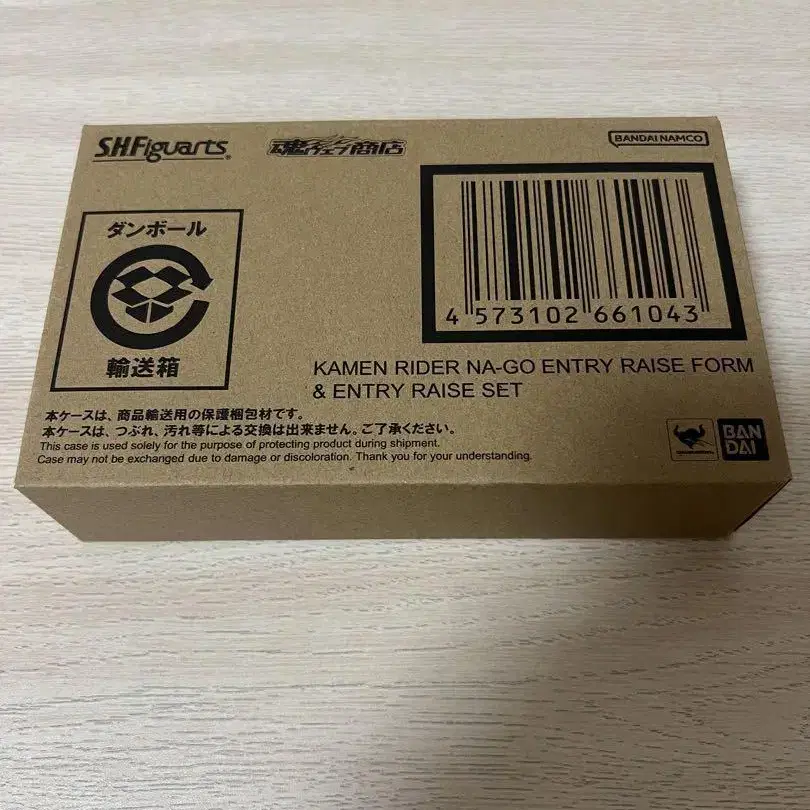 S.H.Figuarts®
魂ウェブ商店
BANDAI NAMCO
ダンボール
輸送箱
4 573102 661043
KAMEN RIDER NA-GO ENTRY RAISE FORM
& ENTRY RAISE SET
本ケースは、商品輸送用の保護梱包材です。
本ケースは、つぶれ、汚れ等による交換は出来ません。ご了承ください。
This case is used solely for the purpose of protecting product during shipment.
Case may not be exchanged due to damage or discoloration. Thank you for your understanding.
BAN
DAI